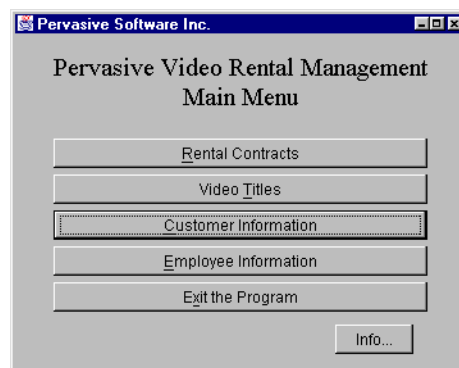 Pervasive Software Inc.
Pervasive Video Rental Management
Main Menu
Rental Contracts
Video Titles
Customer Information
Employee Information
Exit the Program
Info...